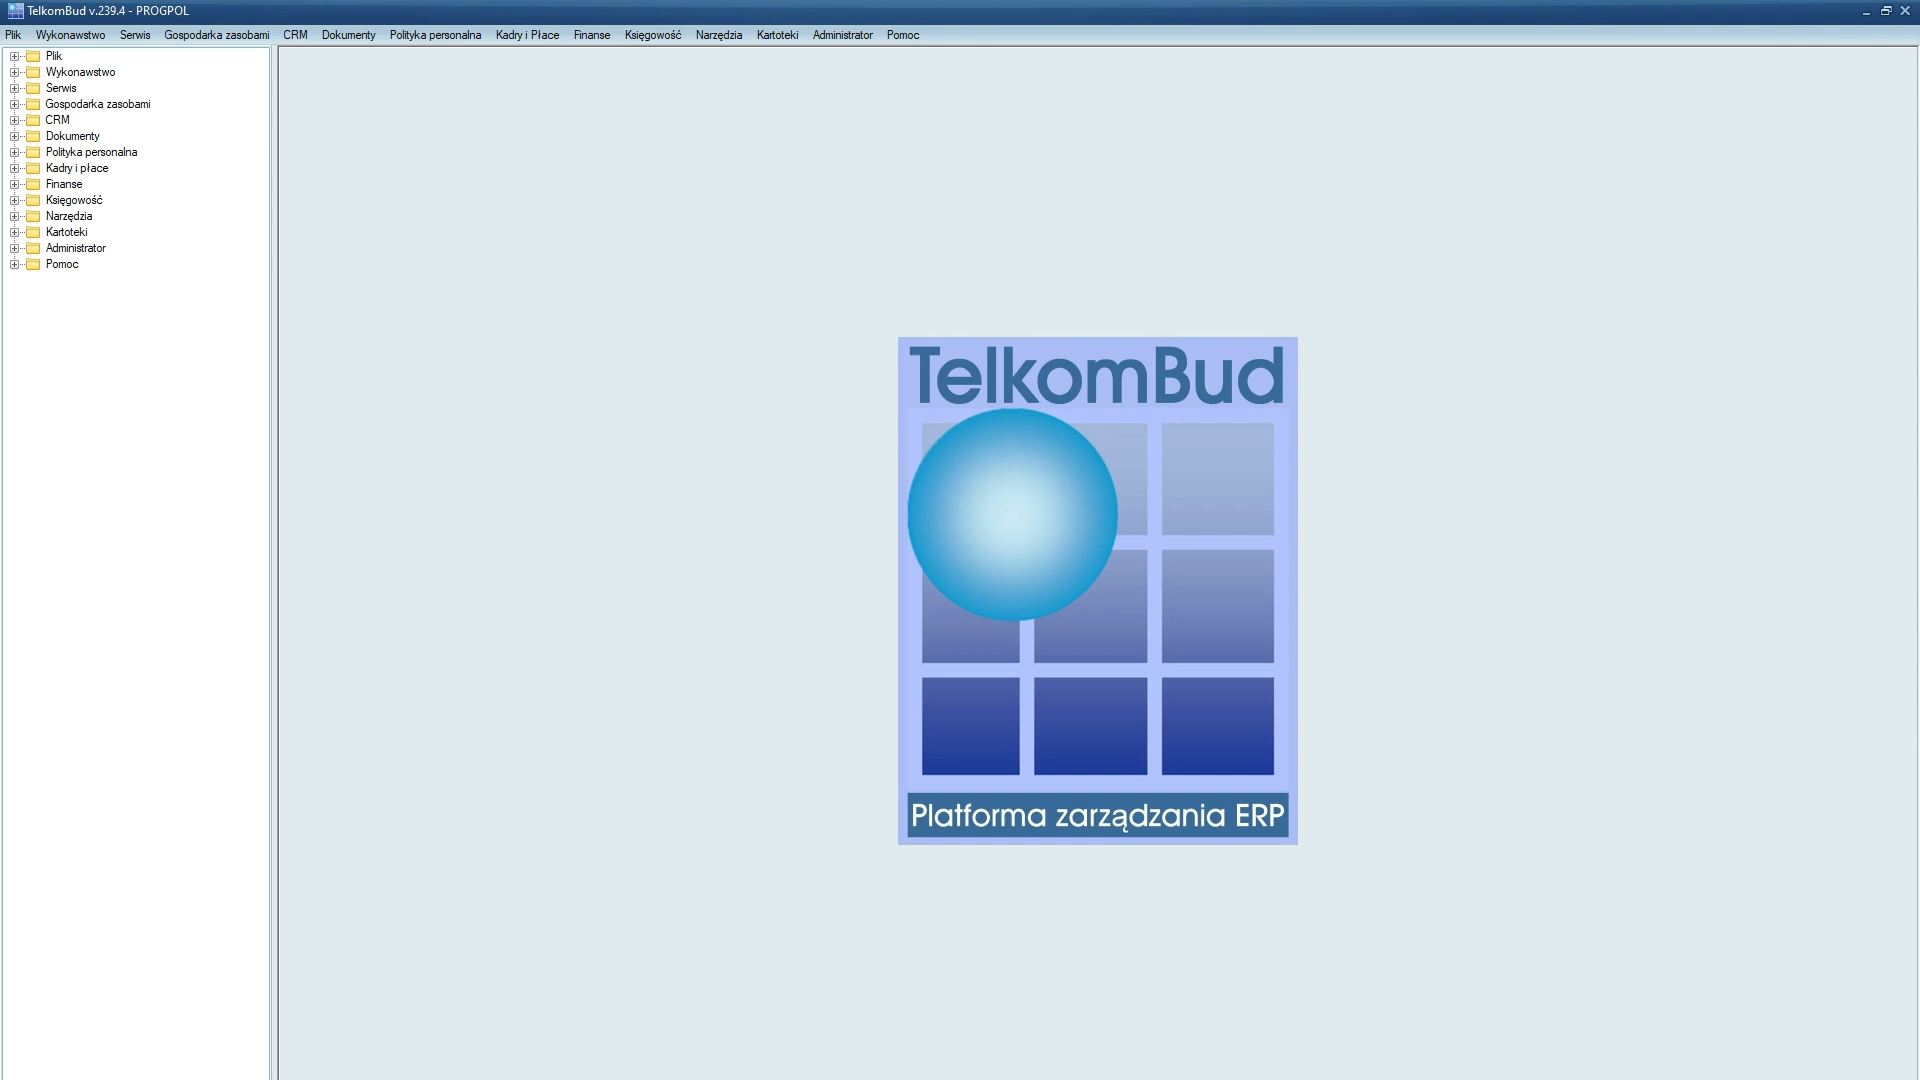 TelkomBud v.239.4 - PROGPOL
Plik Wykonawstwo Serwis Gospodarka zasobami CRM Dokumenty Polityka personalna Kadry i Płace Finanse Księgowość Narzędzia Kartoteki Administrator Pomoc
Plik
Wykonawstwo
Serwis
Gospodarka zasobami
CRM
Dokumenty
Polityka personalna
Kadry i płace
Finanse
Księgowość
Narzędzia
Kartoteki
Administrator
Pomoc
TelkomBud
Platforma zarządzania ERP